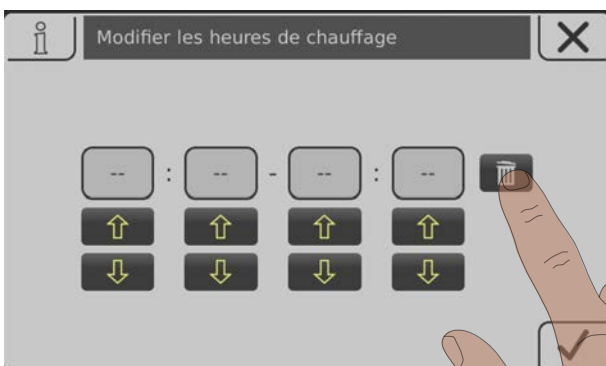 i
Modifier les heures de chauffage
-- : -- - -- : --